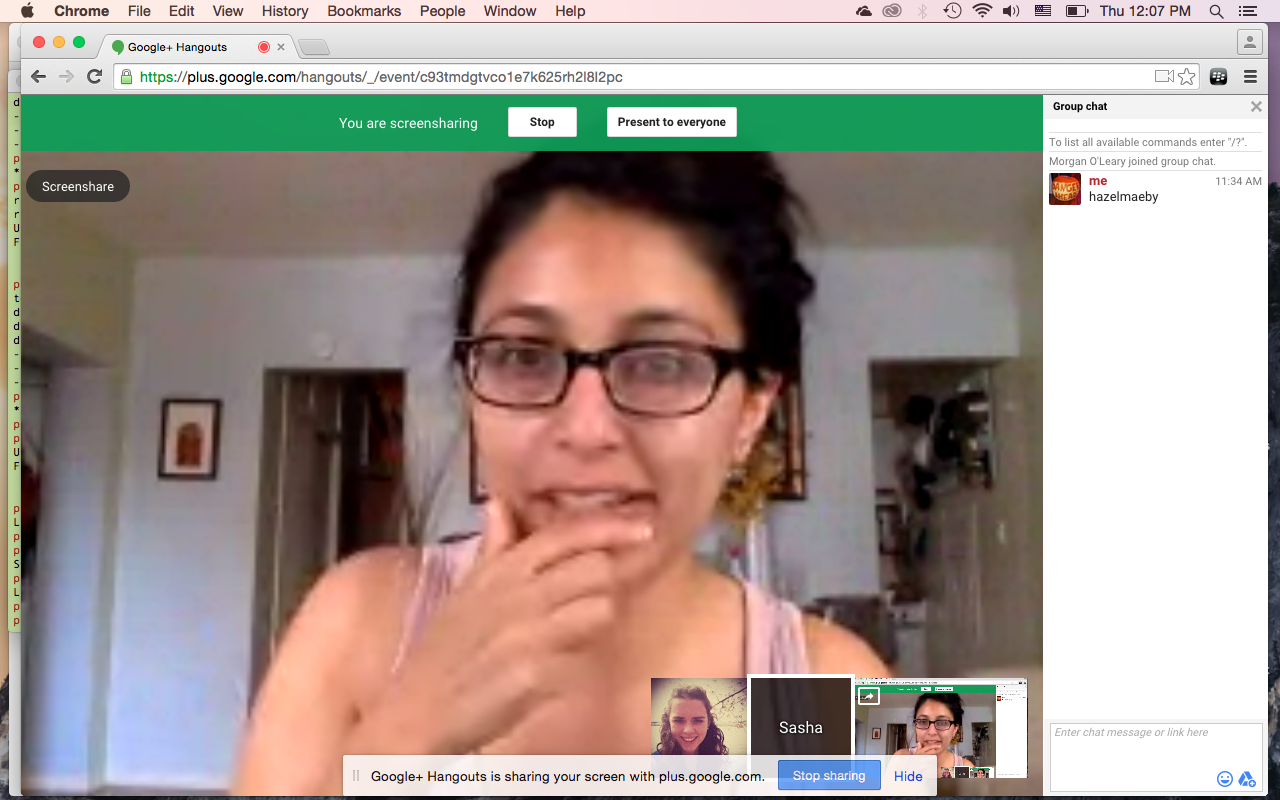 Chrome File Edit View History Bookmarks People Window Help Thu 12:07 PM
Google+ Hangouts
https://plus.google.com/hangouts/_/event/c93tmdgtvco1e7k625rh2l8l2pc
You are screensharing Stop Present to everyone
Screenshare
Group chat
To list all available commands enter "/?".
Morgan O'Leary joined group chat.
me 11:34 AM
hazelmaeby
Sasha
Google+ Hangouts is sharing your screen with plus.google.com. Stop sharing Hide
Enter chat message or link here
d
-
-
-
p
*
p
r
r
U
F
p
t
d
d
d
-
-
-
p
*
p
p
U
F
p
L
p
p
S
p
L
p
p